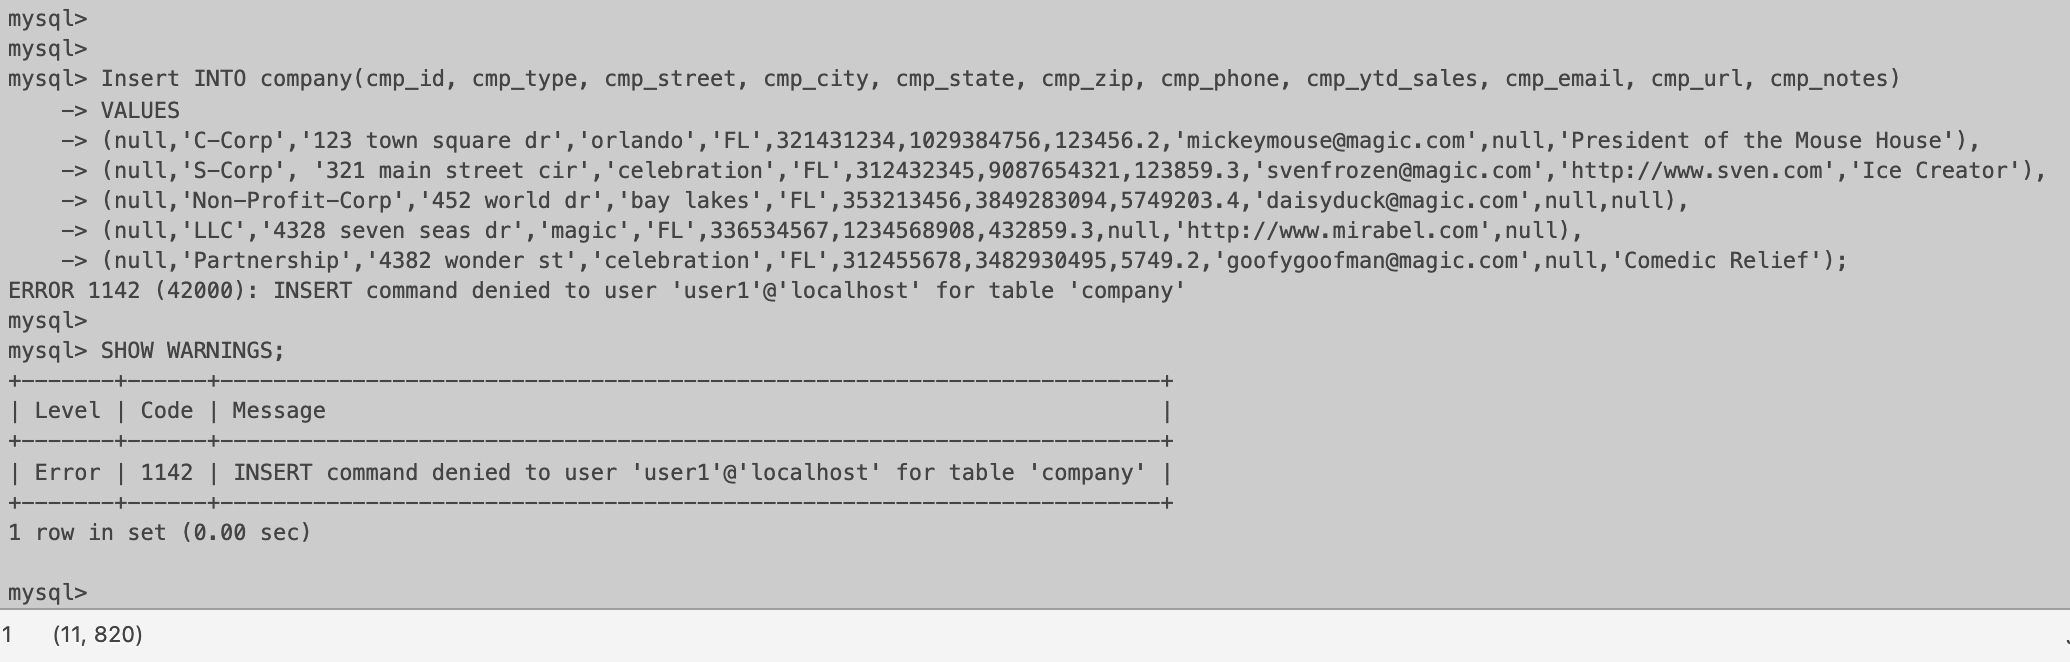 mysql>
mysql>
mysql> Insert INTO company(cmp_id, cmp_type, cmp_street, cmp_city, cmp_state, cmp_zip, cmp_phone, cmp_ytd_sales, cmp_email, cmp_url, cmp_notes)
    -> VALUES
    -> (null,'C-Corp','123 town square dr','orlando','FL',321431234,1029384756,123456.2,'mickeymouse@magic.com',null,'President of the Mouse House'),
    -> (null,'S-Corp', '321 main street cir','celebration','FL',312432345,9087654321,123859.3,'svenfrozen@magic.com','http://www.sven.com','Ice Creator'),
    -> (null,'Non-Profit-Corp','452 world dr','bay lakes','FL',353213456,3849283094,5749203.4,'daisyduck@magic.com',null,null),
    -> (null,'LLC','4328 seven seas dr','magic','FL',336534567,1234568908,432859.3,null,'http://www.mirabel.com',null),
    -> (null,'Partnership','4382 wonder st','celebration','FL',312455678,3482930495,5749.2,'goofygoofman@magic.com',null,'Comedic Relief');
ERROR 1142 (42000): INSERT command denied to user 'user1'@'localhost' for table 'company'
mysql>
mysql> SHOW WARNINGS;
+-------+------+-----------------------------------------------------------------------+
| Level | Code | Message                                                               |
+-------+------+-----------------------------------------------------------------------+
| Error | 1142 | INSERT command denied to user 'user1'@'localhost' for table 'company' |
+-------+------+-----------------------------------------------------------------------+
1 row in set (0.00 sec)
mysql>
1 (11, 820)